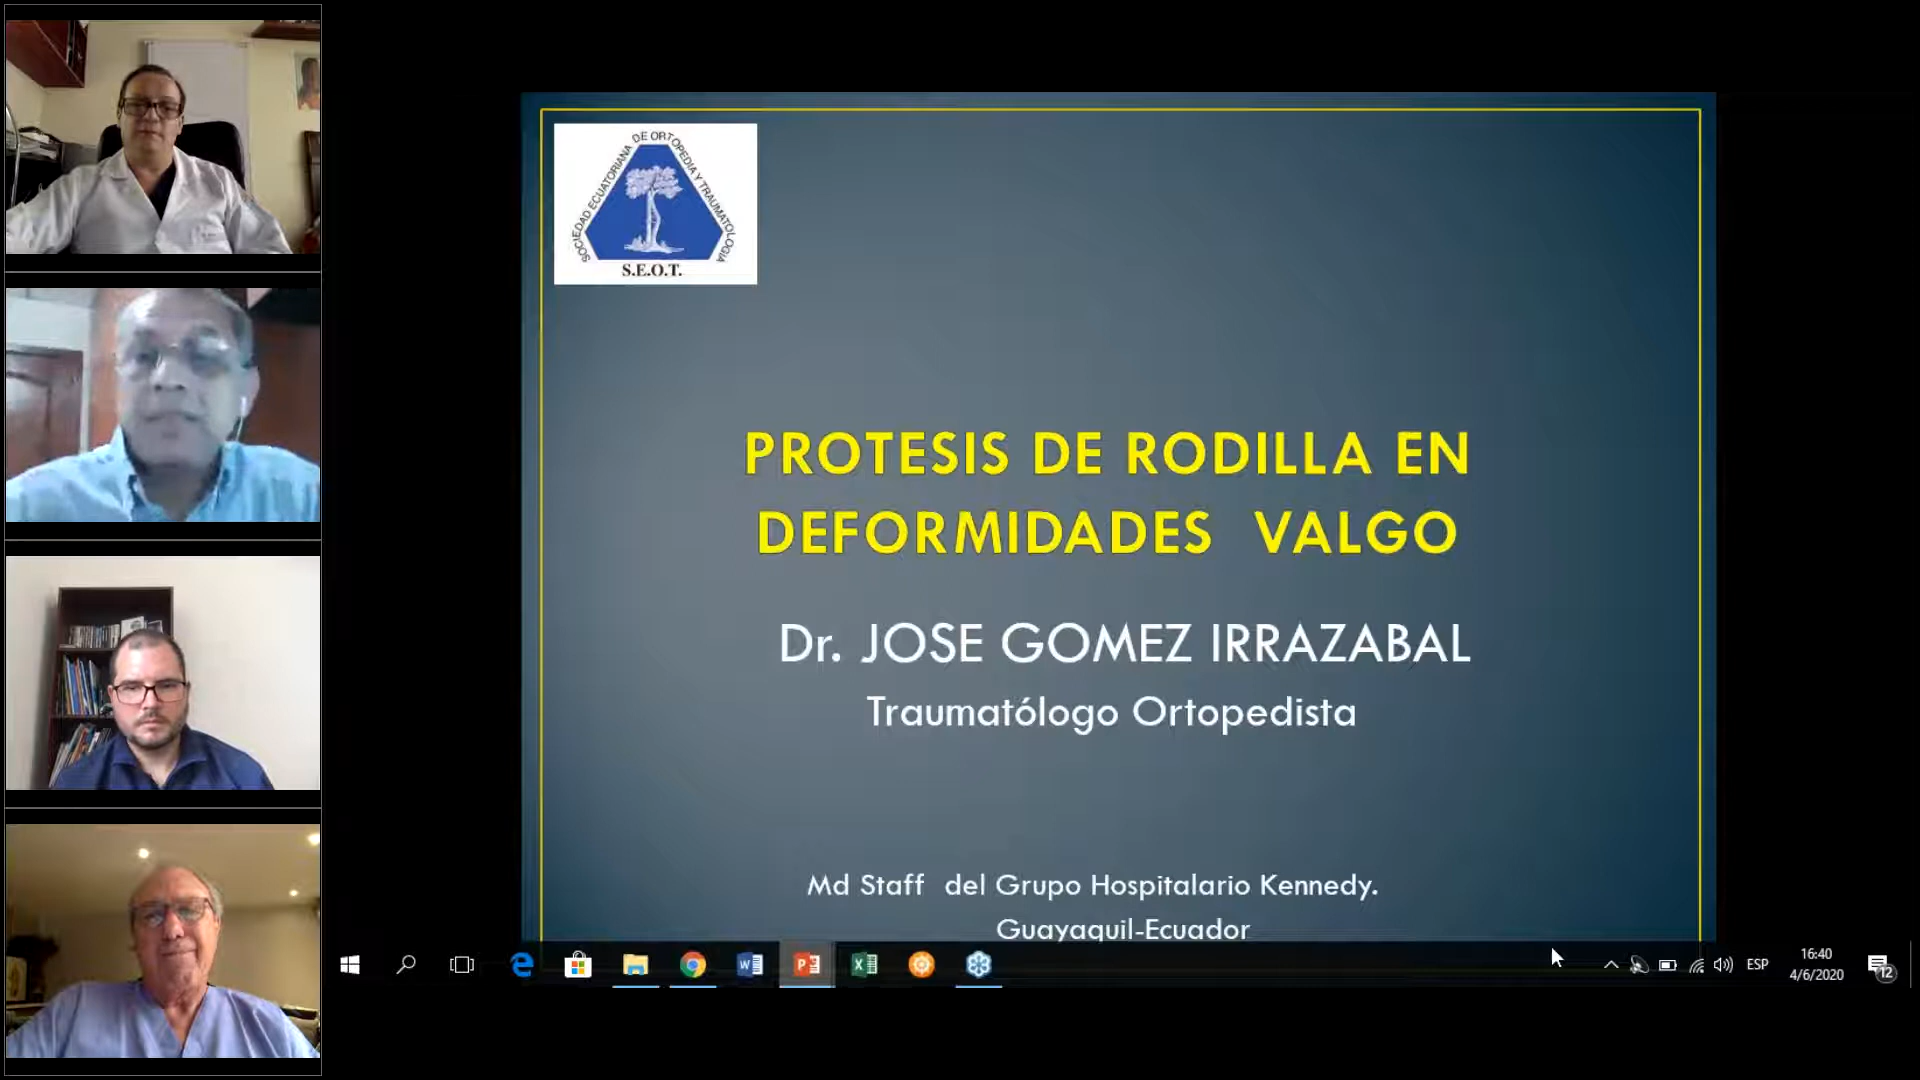 SOCIEDAD ECUATORIANA DE ORTOPEDIA Y TRAUMATOLOGIA
S.E.O.T.
PROTESIS DE RODILLA EN
DEFORMIDADES VALGO
Dr. JOSE GOMEZ IRRAZABAL
Traumatólogo Ortopedista
Md Staff del Grupo Hospitalario Kennedy.
Guayaquil-Ecuador
ESP
16:40
4/6/2020
12